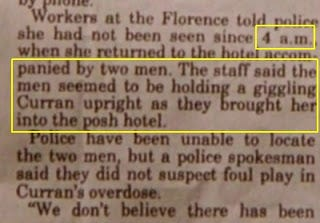 by phone.
Workers at the Florence told police
she had not been seen since 4 a.m.
when she returned to the hotel accom-
panied by two men. The staff said the
men seemed to be holding a giggling
Curran upright as they brought her
into the posh hotel.
Police have been unable to locate
the two men, but a police spokesman
said they did not suspect foul play in
Curran's overdose.
"We don't believe there has been